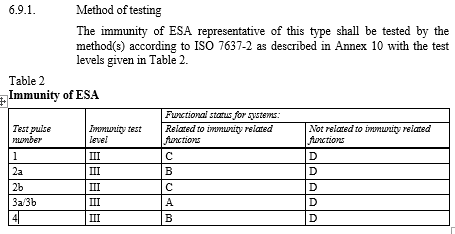 6.9.1. Method of testing
The immunity of ESA representative of this type shall be tested by the
method(s) according to ISO 7637-2 as described in Annex 10 with the test
levels given in Table 2.
Table 2
Immunity of ESA
Functional status for systems:
Test pulse number Immunity test level Related to immunity related functions Not related to immunity related functions
1 III C D
2a III B D
2b III C D
3a/3b III A D
4 III B D